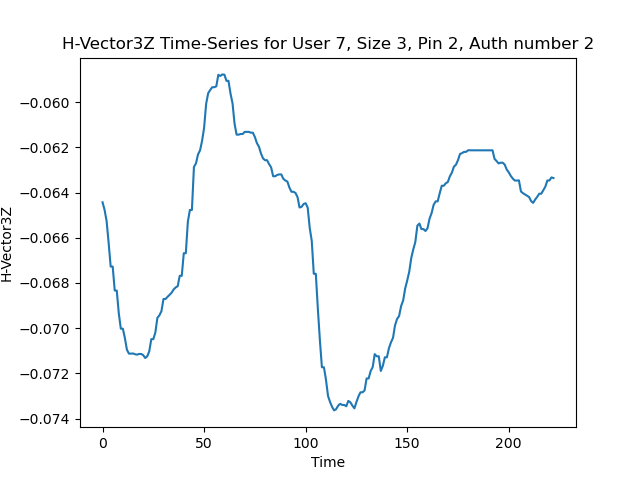 H-Vector3Z Time-Series for User 7, Size 3, Pin 2, Auth number 2
H-Vector3Z
−0.060
−0.062
−0.064
−0.066
−0.068
−0.070
−0.072
−0.074
0 50 100 150 200
Time